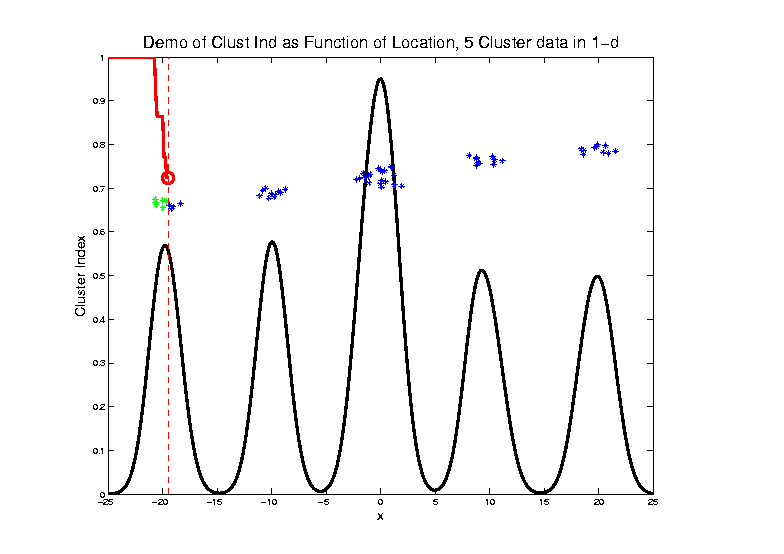 Demo of Clust Ind as Function of Location, 5 Cluster data in 1-d
1
0.9
0.8
0.7
0.6
0.5
0.4
0.3
0.2
0.1
0
Cluster Index
-25 -20 -15 -10 -5 0 5 10 15 20 25
x